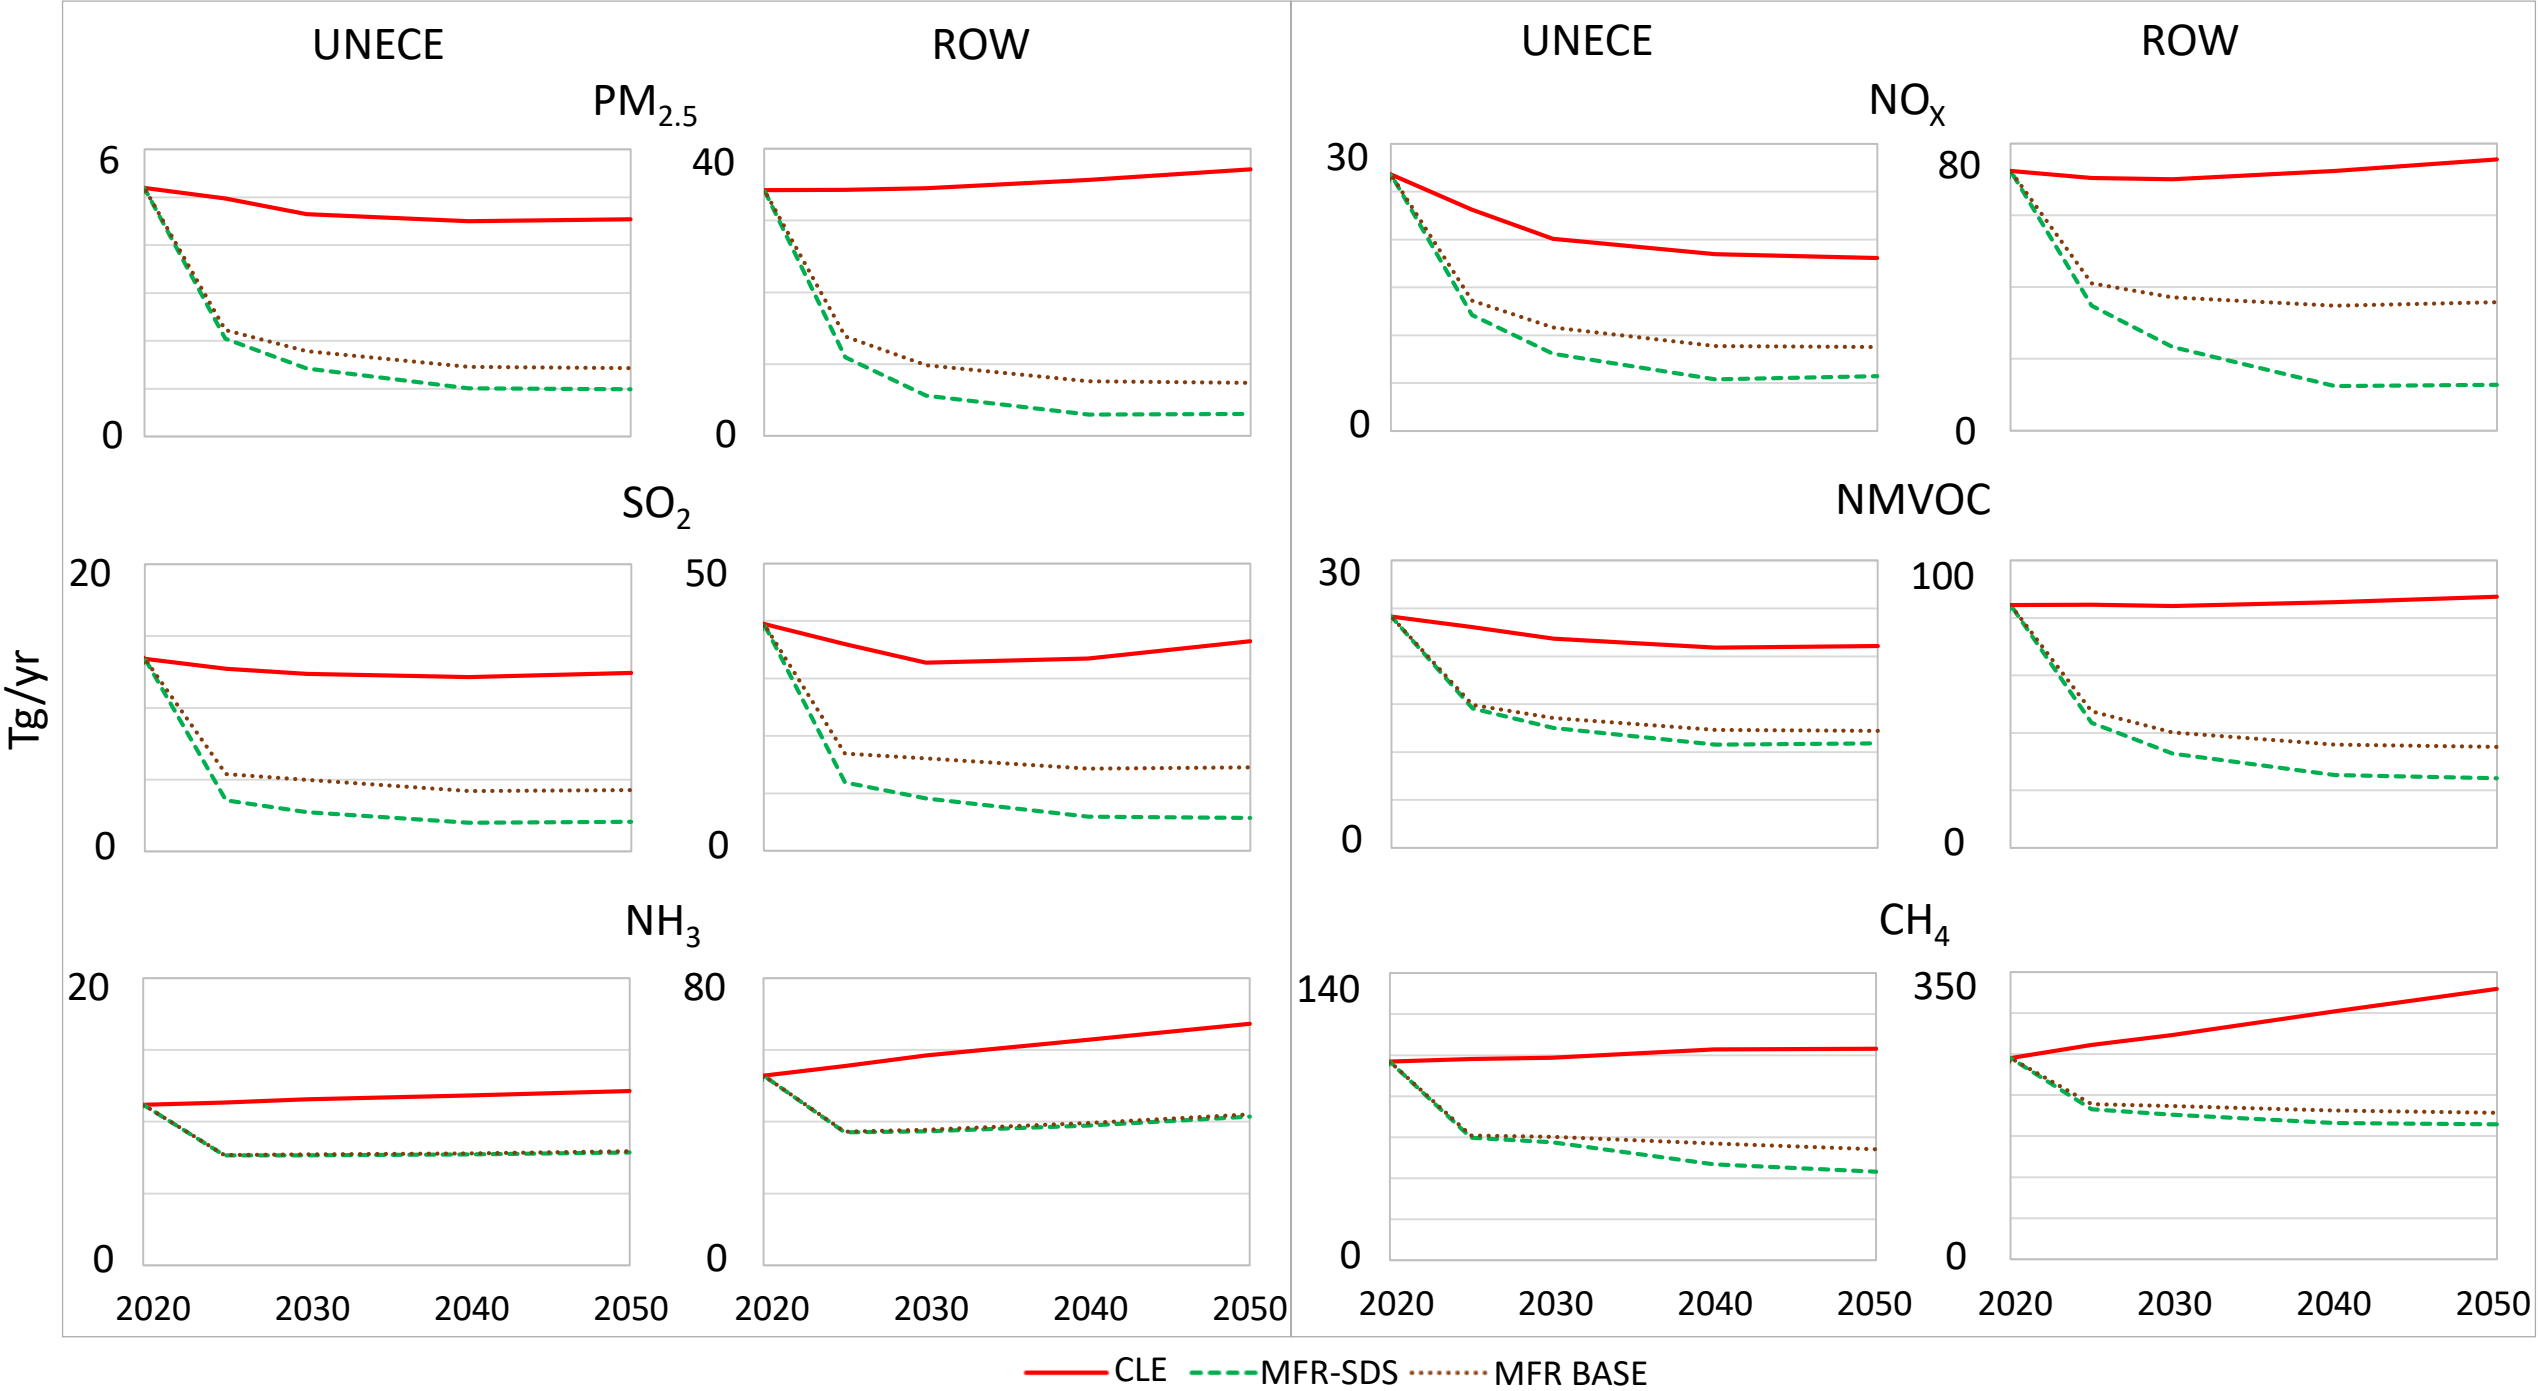 UNECE ROW UNECE ROW
PM2.5 NOX
6 0 40 0 30 0 80 0
SO2 NMVOC
20 0 50 0 30 0 100 0
Tg/yr
NH3 CH4
20 0 80 0 140 0 350 0
2020 2030 2040 2050 2020 2030 2040 2050 2020 2030 2040 2050 2020 2030 2040 2050
CLE MFR-SDS MFR BASE